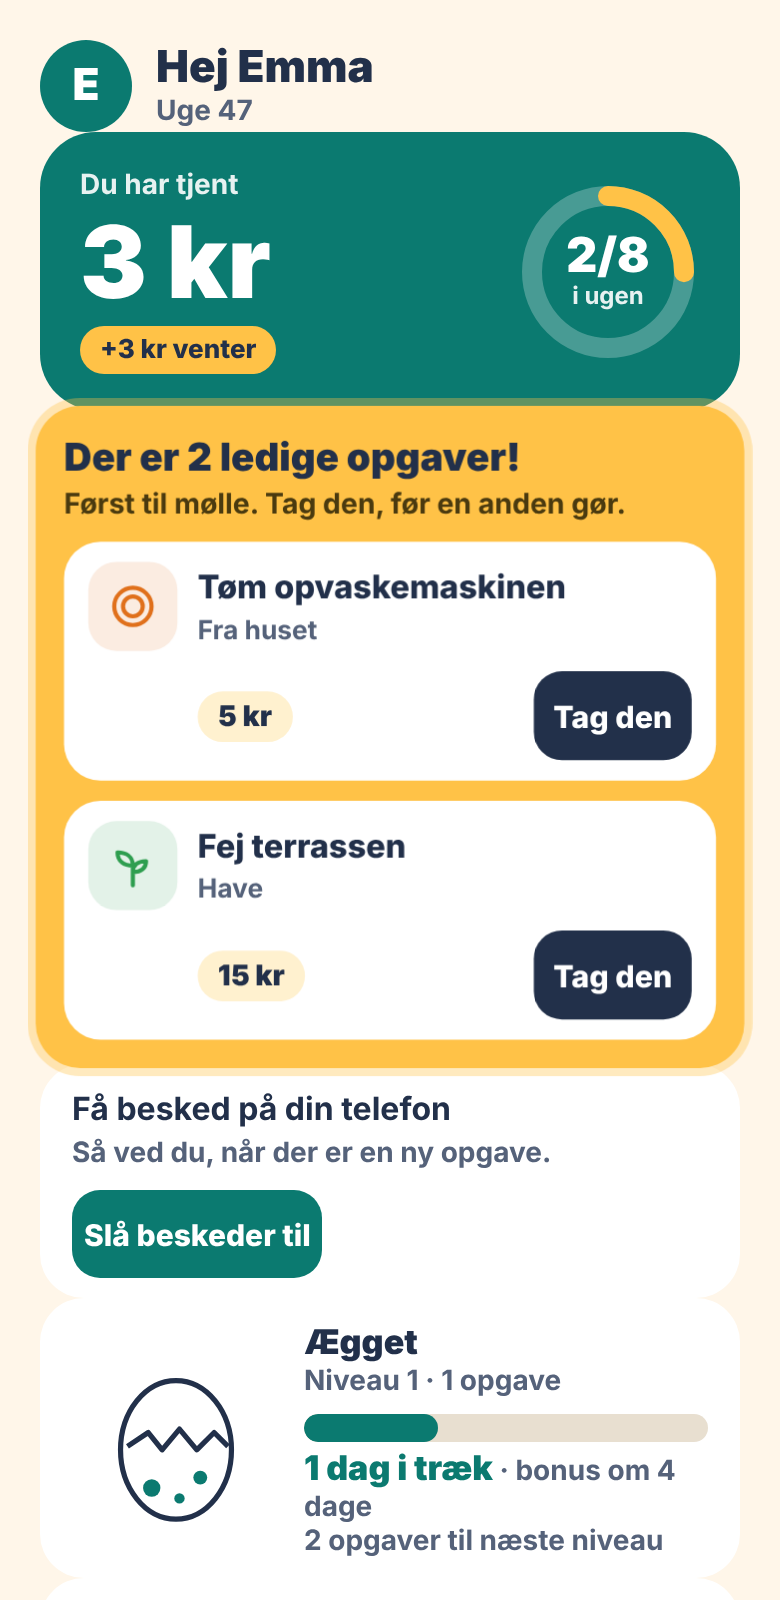 E
Hej Emma
Uge 47
Du har tjent
3 kr
+3 kr venter
2/8
i ugen
Der er 2 ledige opgaver!
Først til mølle. Tag den, før en anden gør.
Tøm opvaskemaskinen
Fra huset
5 kr
Tag den
Fej terrassen
Have
15 kr
Tag den
Få besked på din telefon
Så ved du, når der er en ny opgave.
Slå beskeder til
Ægget
Niveau 1 · 1 opgave
1 dag i træk · bonus om 4
dage
2 opgaver til næste niveau